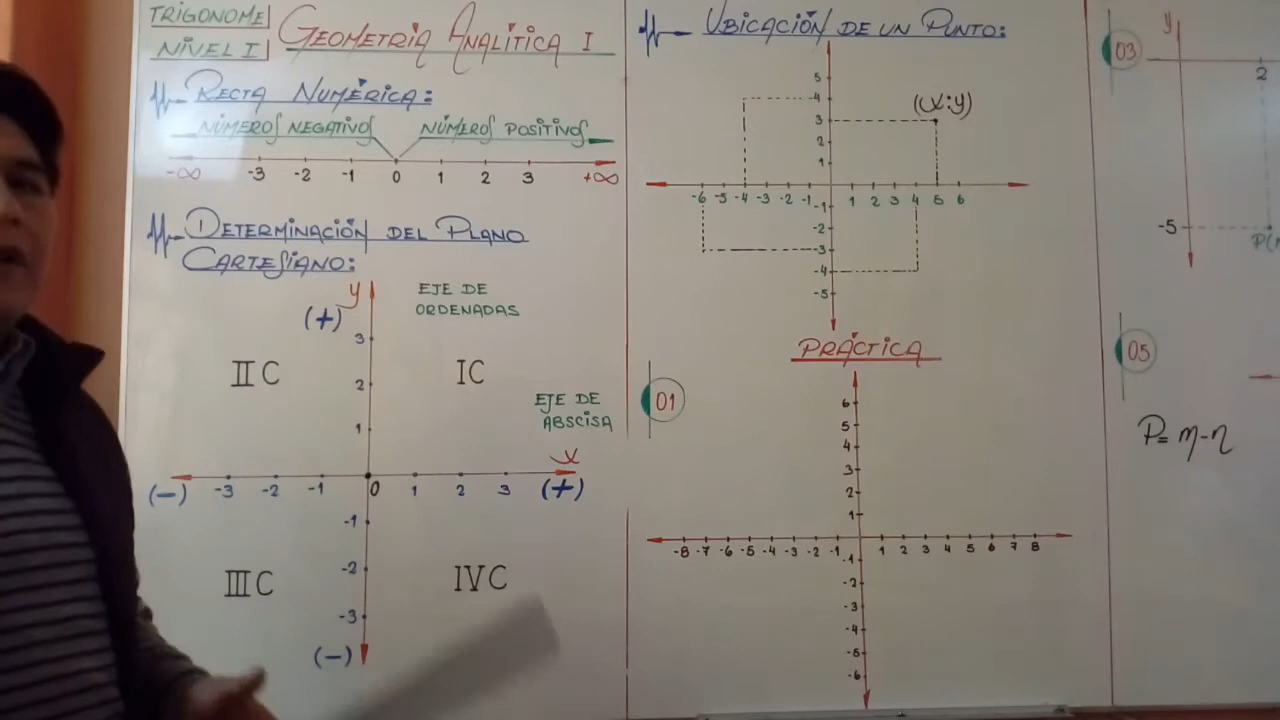 TRIGONOME
NIVEL I
GEOMETRIA ANALÍTICA I
RECTA NUMÉRICA:
NÚMEROS NEGATIVOS NÚMEROS POSITIVOS
-∞ -3 -2 -1 0 1 2 3 +∞
DETERMINACIÓN DEL PLANO
CARTESIANO:
y
EJE DE
ORDENADAS
(+)
3
IIC IC
2
EJE DE
ABSCISA
1
x
(-) -3 -2 -1 0 1 2 3 (+)
-1
-2
IIIC IVC
-3
(-)
UBICACIÓN DE UN PUNTO:
5
4
(x;y)
3
2
1
-6 -5 -4 -3 -2 -1 1 2 3 4 5 6
-1
-2
-3
-4
-5
PRÁCTICA
01
6
5
4
3
2
1
-8 -7 -6 -5 -4 -3 -2 -1 1 2 3 4 5 6 7 8
-1
-2
-3
-4
-5
-6
y
03
2
-5
05
P= m-n